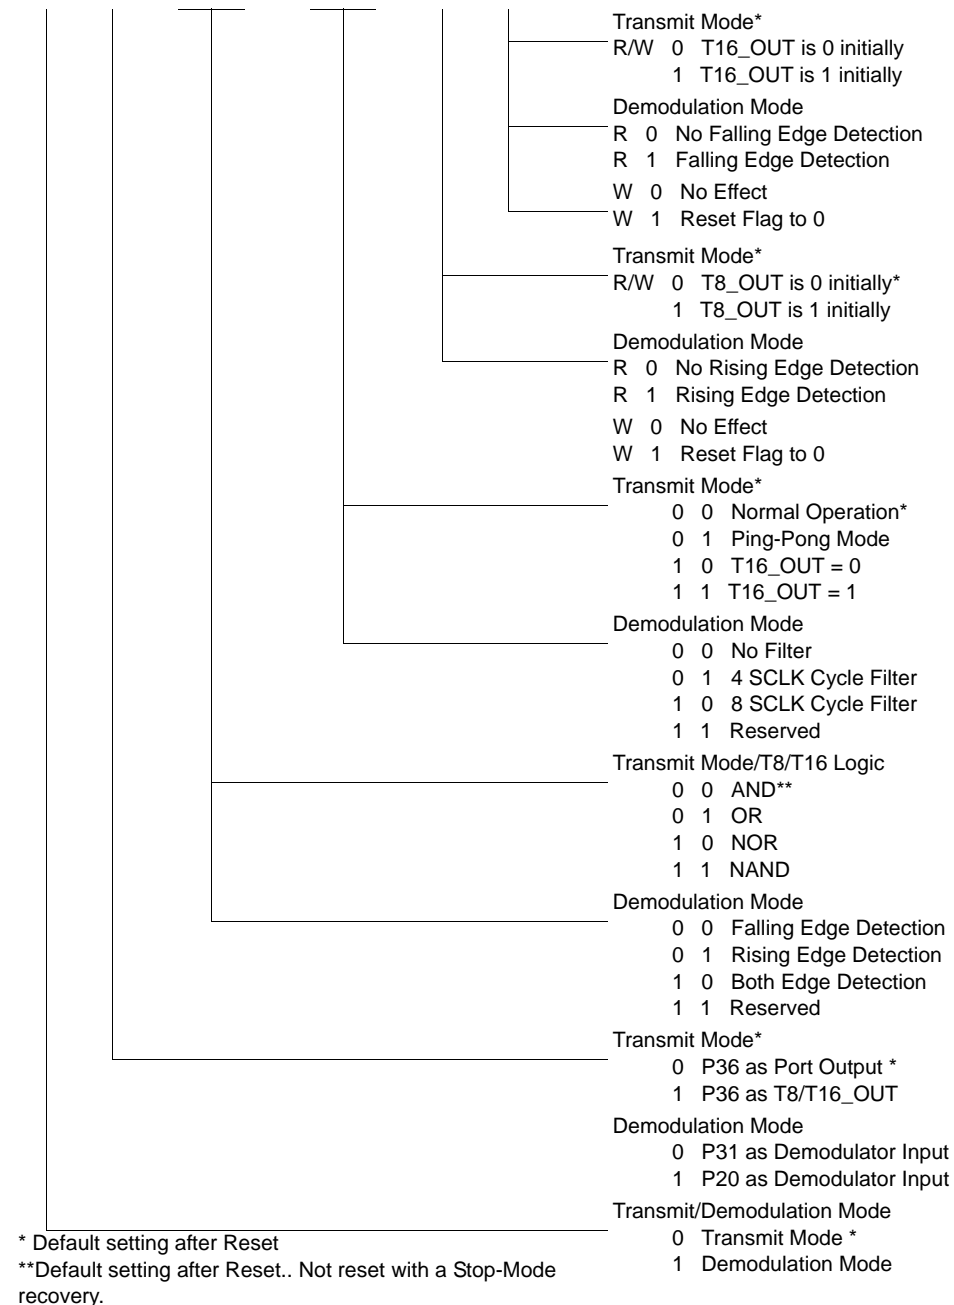 Transmit Mode*
R/W 0 T16_OUT is 0 initially
1 T16_OUT is 1 initially
Demodulation Mode
R 0 No Falling Edge Detection
R 1 Falling Edge Detection
W 0 No Effect
W 1 Reset Flag to 0
Transmit Mode*
R/W 0 T8_OUT is 0 initially*
1 T8_OUT is 1 initially
Demodulation Mode
R 0 No Rising Edge Detection
R 1 Rising Edge Detection
W 0 No Effect
W 1 Reset Flag to 0
Transmit Mode*
0 0 Normal Operation*
0 1 Ping-Pong Mode
1 0 T16_OUT = 0
1 1 T16_OUT = 1
Demodulation Mode
0 0 No Filter
0 1 4 SCLK Cycle Filter
1 0 8 SCLK Cycle Filter
1 1 Reserved
Transmit Mode/T8/T16 Logic
0 0 AND**
0 1 OR
1 0 NOR
1 1 NAND
Demodulation Mode
0 0 Falling Edge Detection
0 1 Rising Edge Detection
1 0 Both Edge Detection
1 1 Reserved
Transmit Mode*
0 P36 as Port Output *
1 P36 as T8/T16_OUT
Demodulation Mode
0 P31 as Demodulator Input
1 P20 as Demodulator Input
Transmit/Demodulation Mode
0 Transmit Mode *
1 Demodulation Mode
* Default setting after Reset
**Default setting after Reset.. Not reset with a Stop-Mode
recovery.